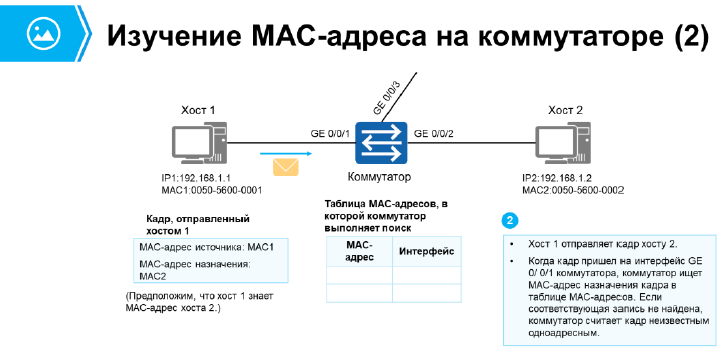 Изучение MAC-адреса на коммутаторе (2)
GE 0/0/3
Хост 1
Хост 2
GE 0/0/1
GE 0/0/2
Коммутатор
IP1:192.168.1.1
MAC1:0050-5600-0001
IP2:192.168.1.2
MAC2:0050-5600-0002
Кадр, отправленный
хостом 1
MAC-адрес источника: MAC1
MAC-адрес назначения:
MAC2
(Предположим, что хост 1 знает
MAC-адрес хоста 2.)
Таблица MAC-адресов, в
которой коммутатор
выполняет поиск
MAC-
адрес
Интерфейс
2
• Хост 1 отправляет кадр хосту 2.
• Когда кадр пришел на интерфейс GE
0/ 0/1 коммутатора, коммутатор ищет
MAC-адрес назначения кадра в
таблице MAC-адресов. Если
соответствующая запись не найдена,
коммутатор считает кадр неизвестным
одноадресным.